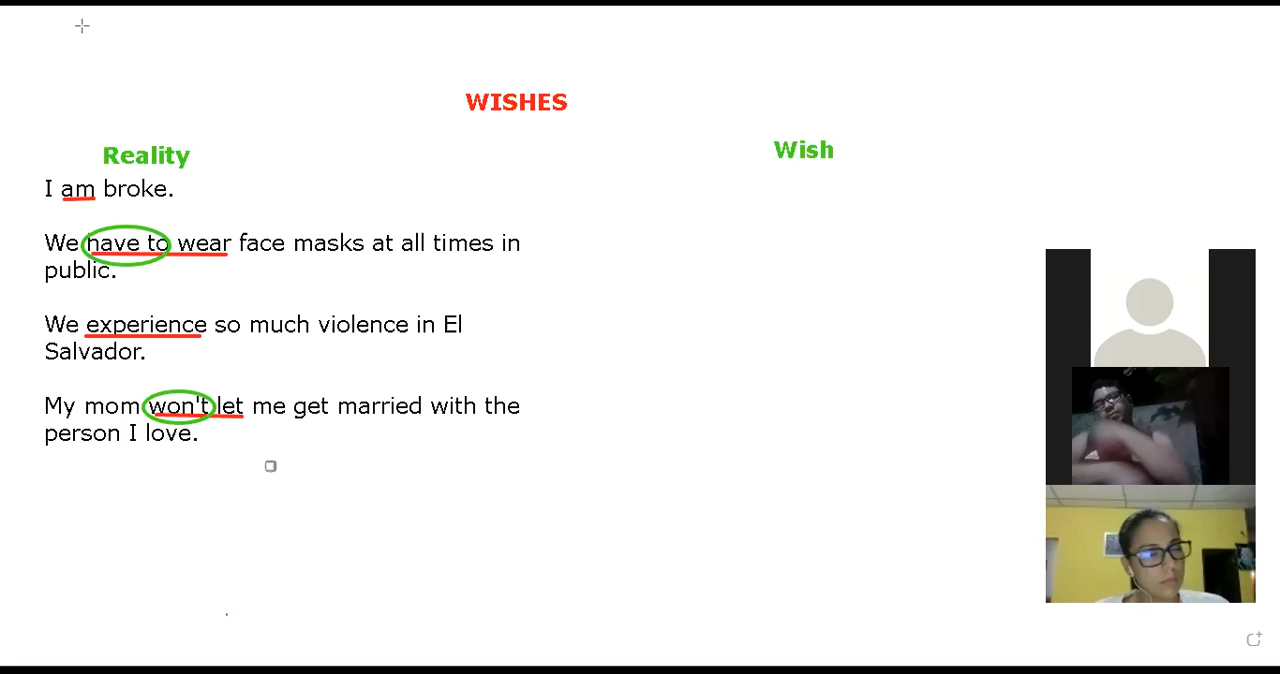 WISHES
Reality
Wish
I am broke.
We have to wear face masks at all times in
public.
We experience so much violence in El
Salvador.
My mom won't let me get married with the
person I love.